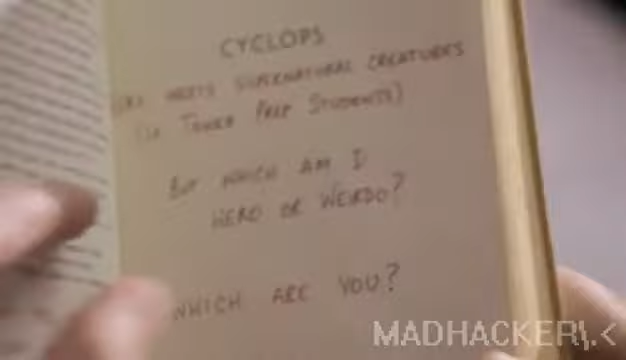 CYCLOPS
MEETS SUPERNATURAL CREATURES
TOWER PREP STUDENTS)
BUT WHICH AM I
HERO OR WEIRDO?
WHICH ARE YOU?
MADHACKER\.<